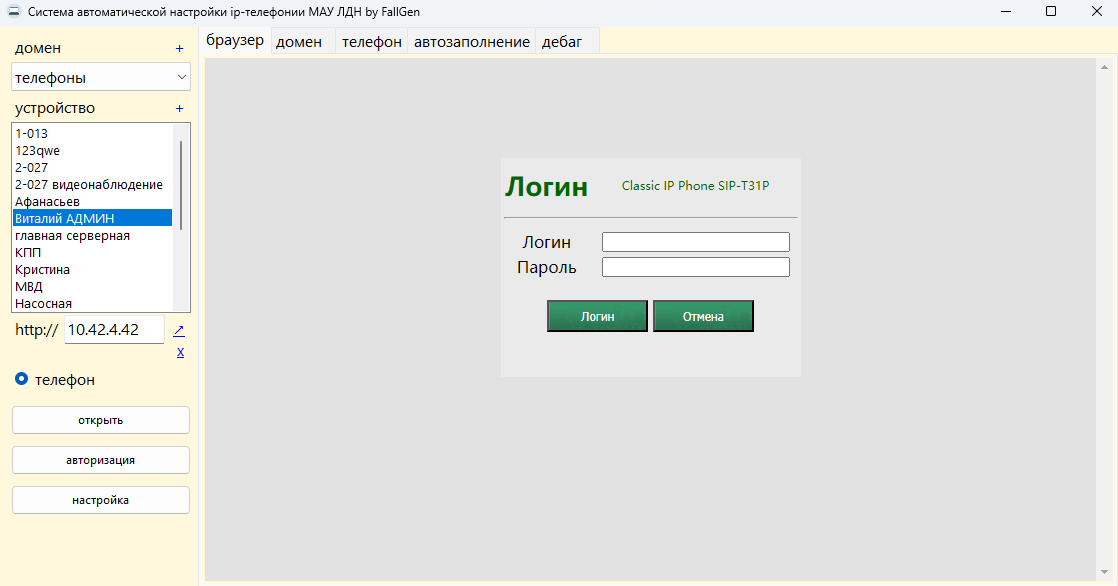 Система автоматической настройки ip-телефонии МАУ ЛДН by FallGen
домен +
телефоны
устройство +
1-013
123qwe
2-027
2-027 видеонаблюдение
Афанасьев
Виталий АДМИН
главная серверная
КПП
Кристина
МВД
Насосная
http:// 10.42.4.42 ↗
x
телефон
открыть
авторизация
настройка
браузер домен телефон автозаполнение дебаг
Логин Classic IP Phone SIP-T31P
Логин
Пароль
Логин Отмена